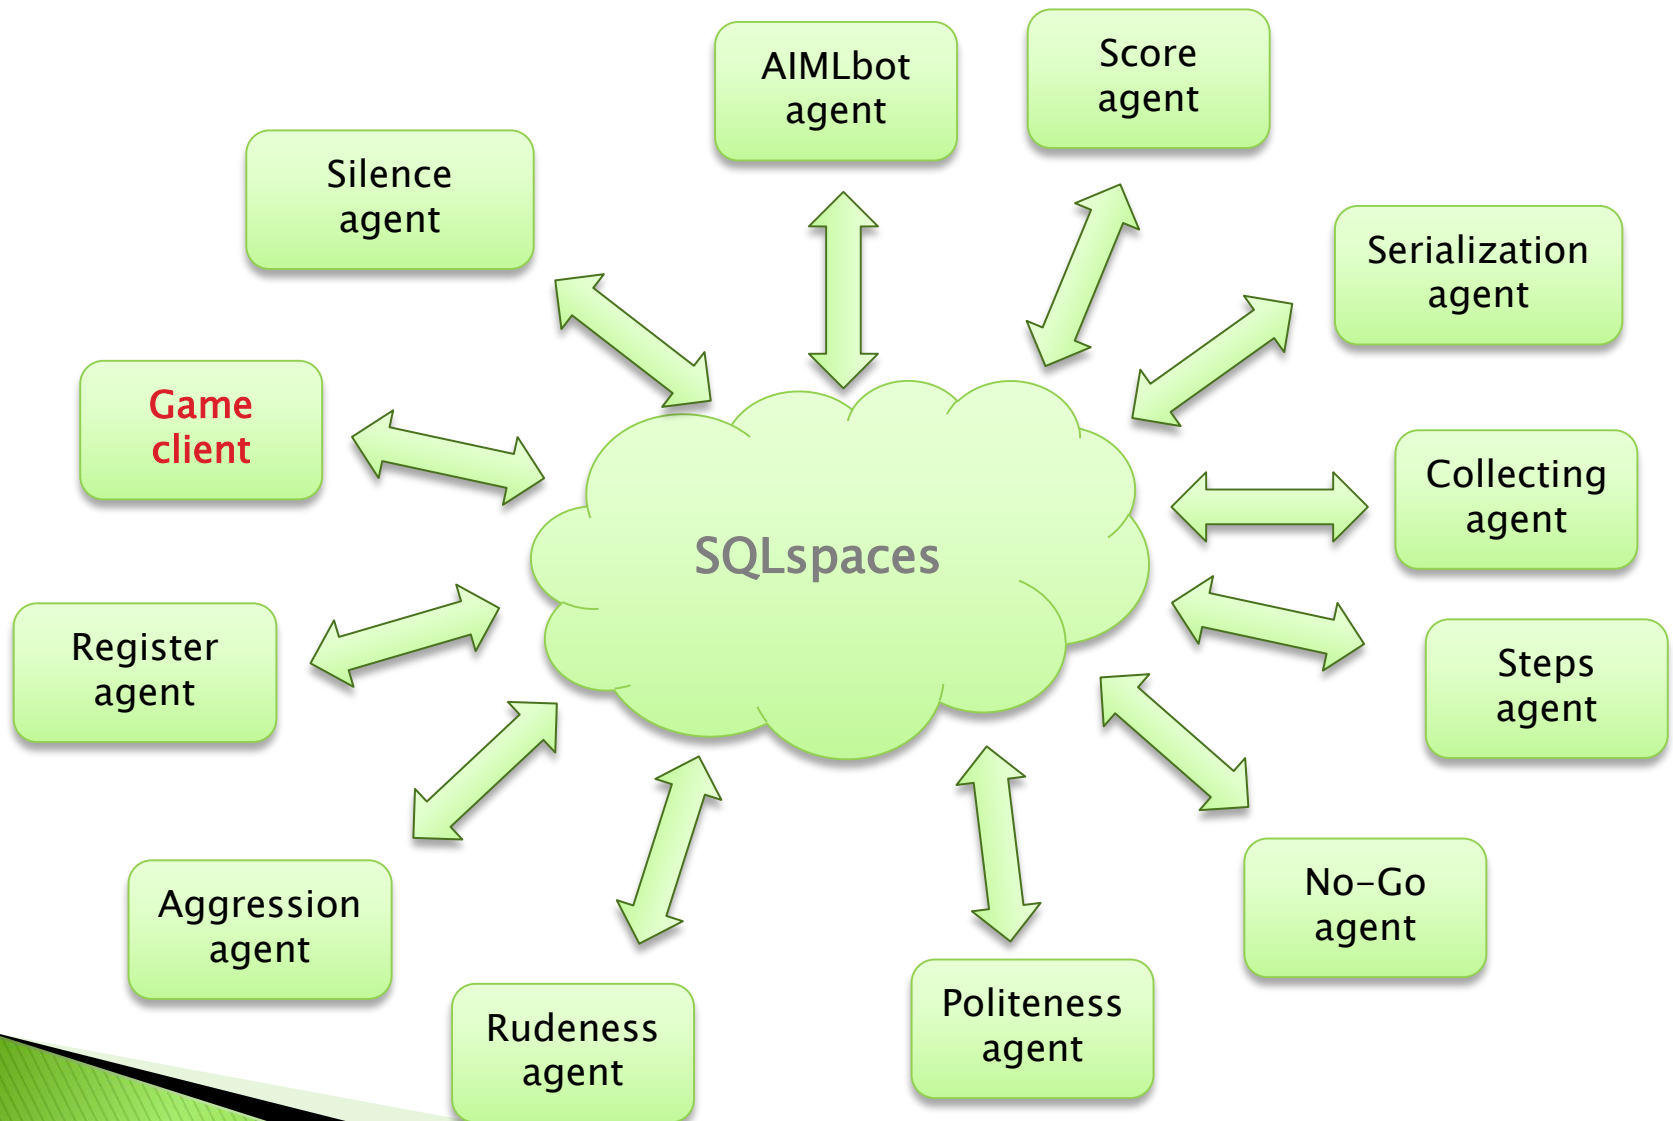 AIMLbot
agent
Score
agent
Silence
agent
Serialization
agent
Game
client
Collecting
agent
SQLspaces
Register
agent
Steps
agent
Aggression
agent
No-Go
agent
Rudeness
agent
Politeness
agent